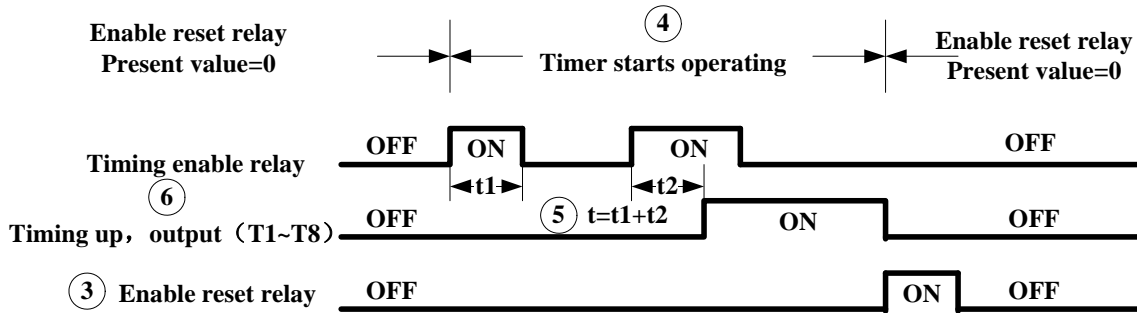 Enable reset relay
Present value=0
④
Timer starts operating
Enable reset relay
Present value=0
Timing enable relay
OFF
ON
ON
OFF
t1
t2
⑥
Timing up，output（T1~T8）
OFF
⑤ t=t1+t2
ON
OFF
③ Enable reset relay
OFF
ON
OFF